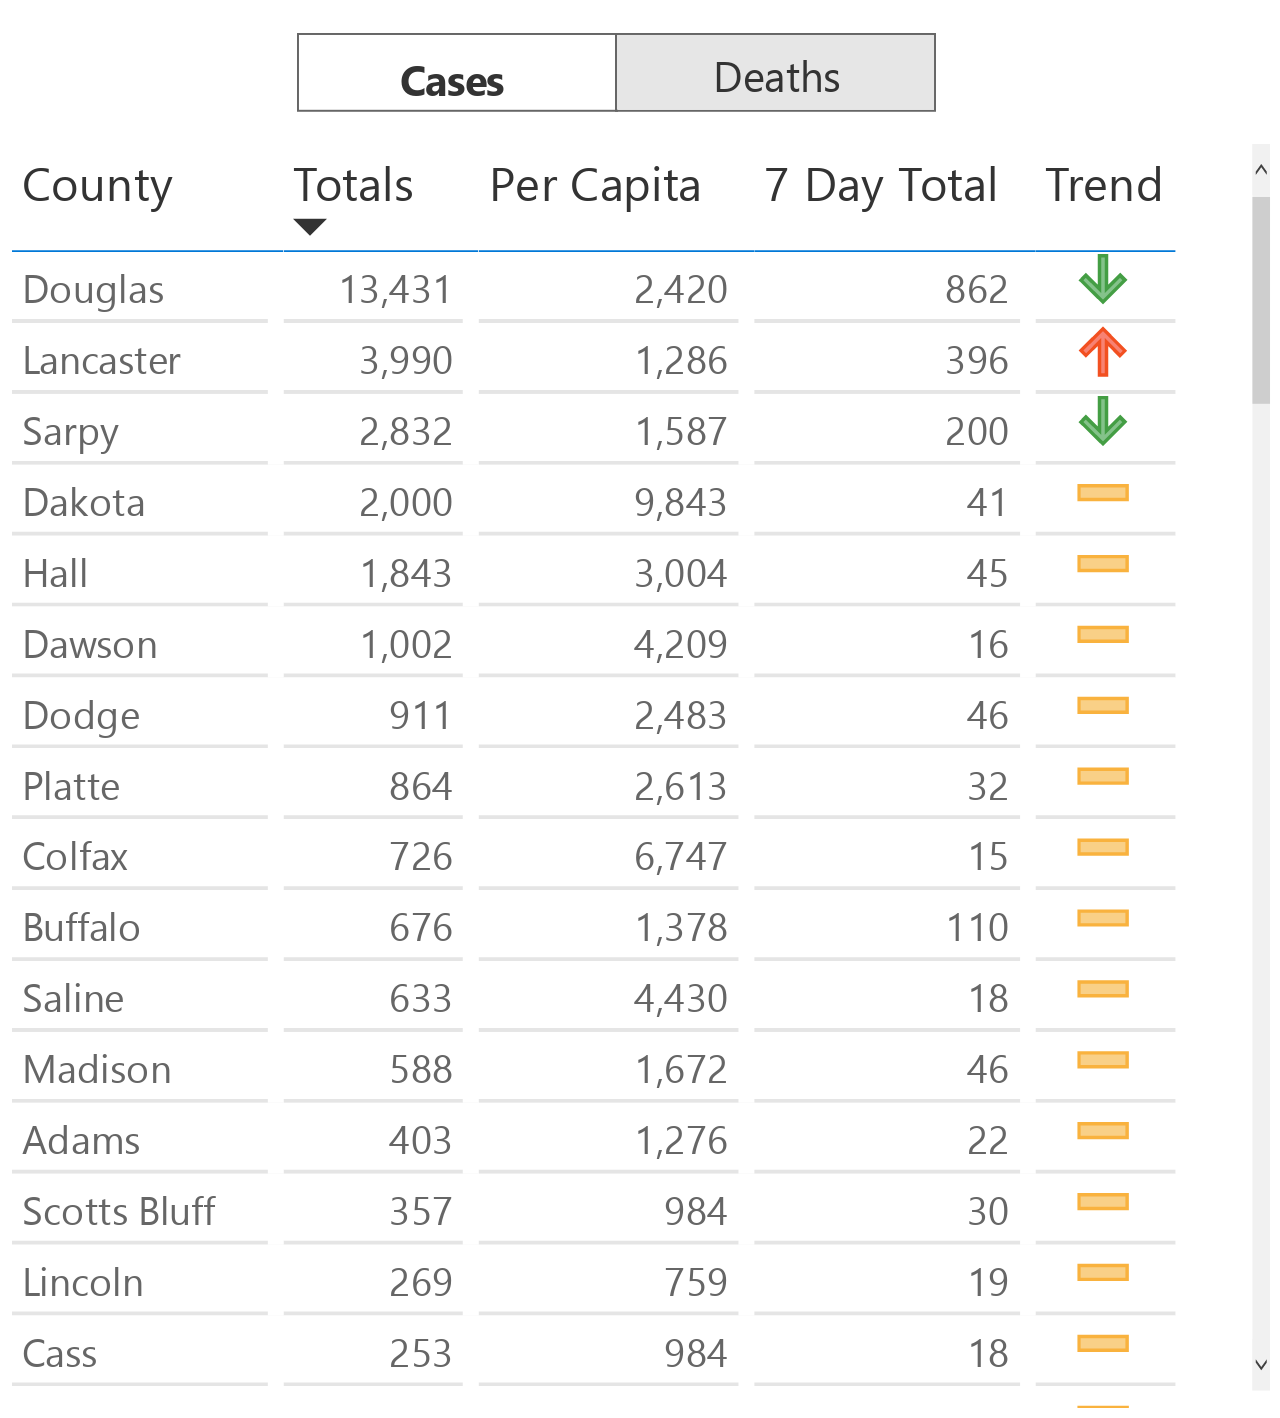 Cases Deaths
County Totals Per Capita 7 Day Total Trend
Douglas 13,431 2,420 862
Lancaster 3,990 1,286 396
Sarpy 2,832 1,587 200
Dakota 2,000 9,843 41
Hall 1,843 3,004 45
Dawson 1,002 4,209 16
Dodge 911 2,483 46
Platte 864 2,613 32
Colfax 726 6,747 15
Buffalo 676 1,378 110
Saline 633 4,430 18
Madison 588 1,672 46
Adams 403 1,276 22
Scotts Bluff 357 984 30
Lincoln 269 759 19
Cass 253 984 18